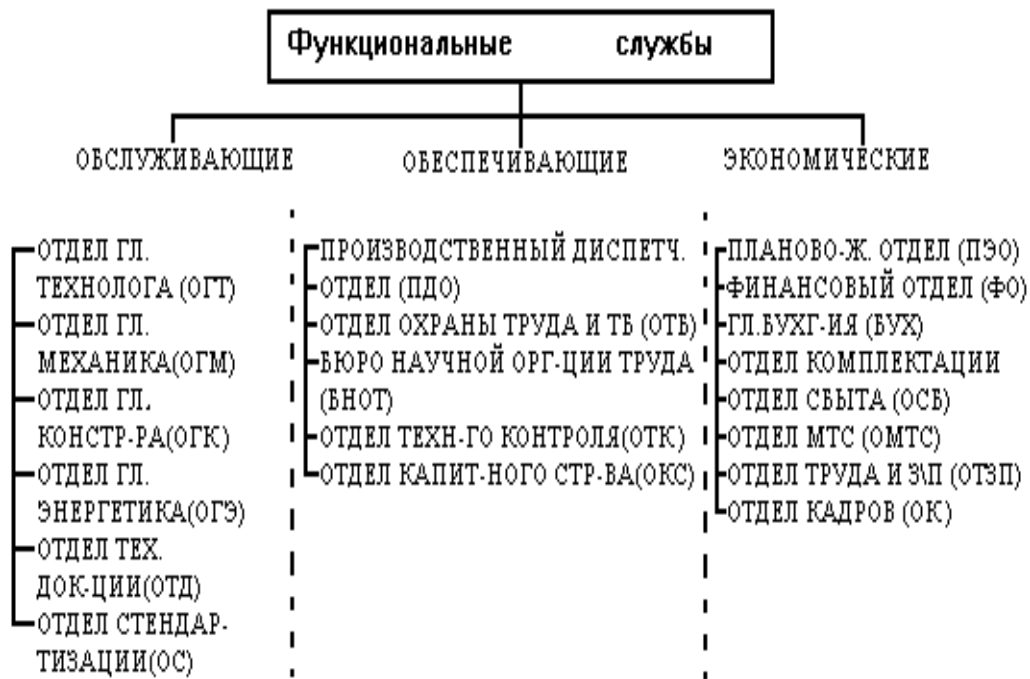 Функциональные службы
ОБСЛУЖИВАЮЩИЕ
ОТДЕЛ ГЛ.
ТЕХНОЛОГА (ОГТ)
ОТДЕЛ ГЛ.
МЕХАНИКА(ОГМ)
ОТДЕЛ ГЛ.
КОНСТР-РА(ОГК)
ОТДЕЛ ГЛ.
ЭНЕРГЕТИКА(ОГЭ)
ОТДЕЛ ТЕХ.
ДОК-ЦИИ(ОТД)
ОТДЕЛ СТЕНДАР-
ТИЗАЦИИ(ОС)
ОБЕСПЕЧИВАЮЩИЕ
ПРОИЗВОДСТВЕННЫЙ ДИСПЕТЧ.
ОТДЕЛ (ПДО)
ОТДЕЛ ОХРАНЫ ТРУДА И ТБ (ОТБ)
БЮРО НАУЧНОЙ ОРГ-ЦИИ ТРУДА
(БНОТ)
ОТДЕЛ ТЕХН-ГО КОНТРОЛЯ(ОТК)
ОТДЕЛ КАПИТ-НОГО СТР-ВА(ОКС)
ЭКОНОМИЧЕСКИЕ
ПЛАНОВО-Ж. ОТДЕЛ (ПЭО)
ФИНАНСОВЫЙ ОТДЕЛ (ФО)
ГЛ.БУХГ-ИЯ (БУХ)
ОТДЕЛ КОМПЛЕКТАЦИИ
ОТДЕЛ СБЫТА (ОСБ)
ОТДЕЛ МТС (ОМТС)
ОТДЕЛ ТРУДА И З\П (ОТЗП)
ОТДЕЛ КАДРОВ (ОК)